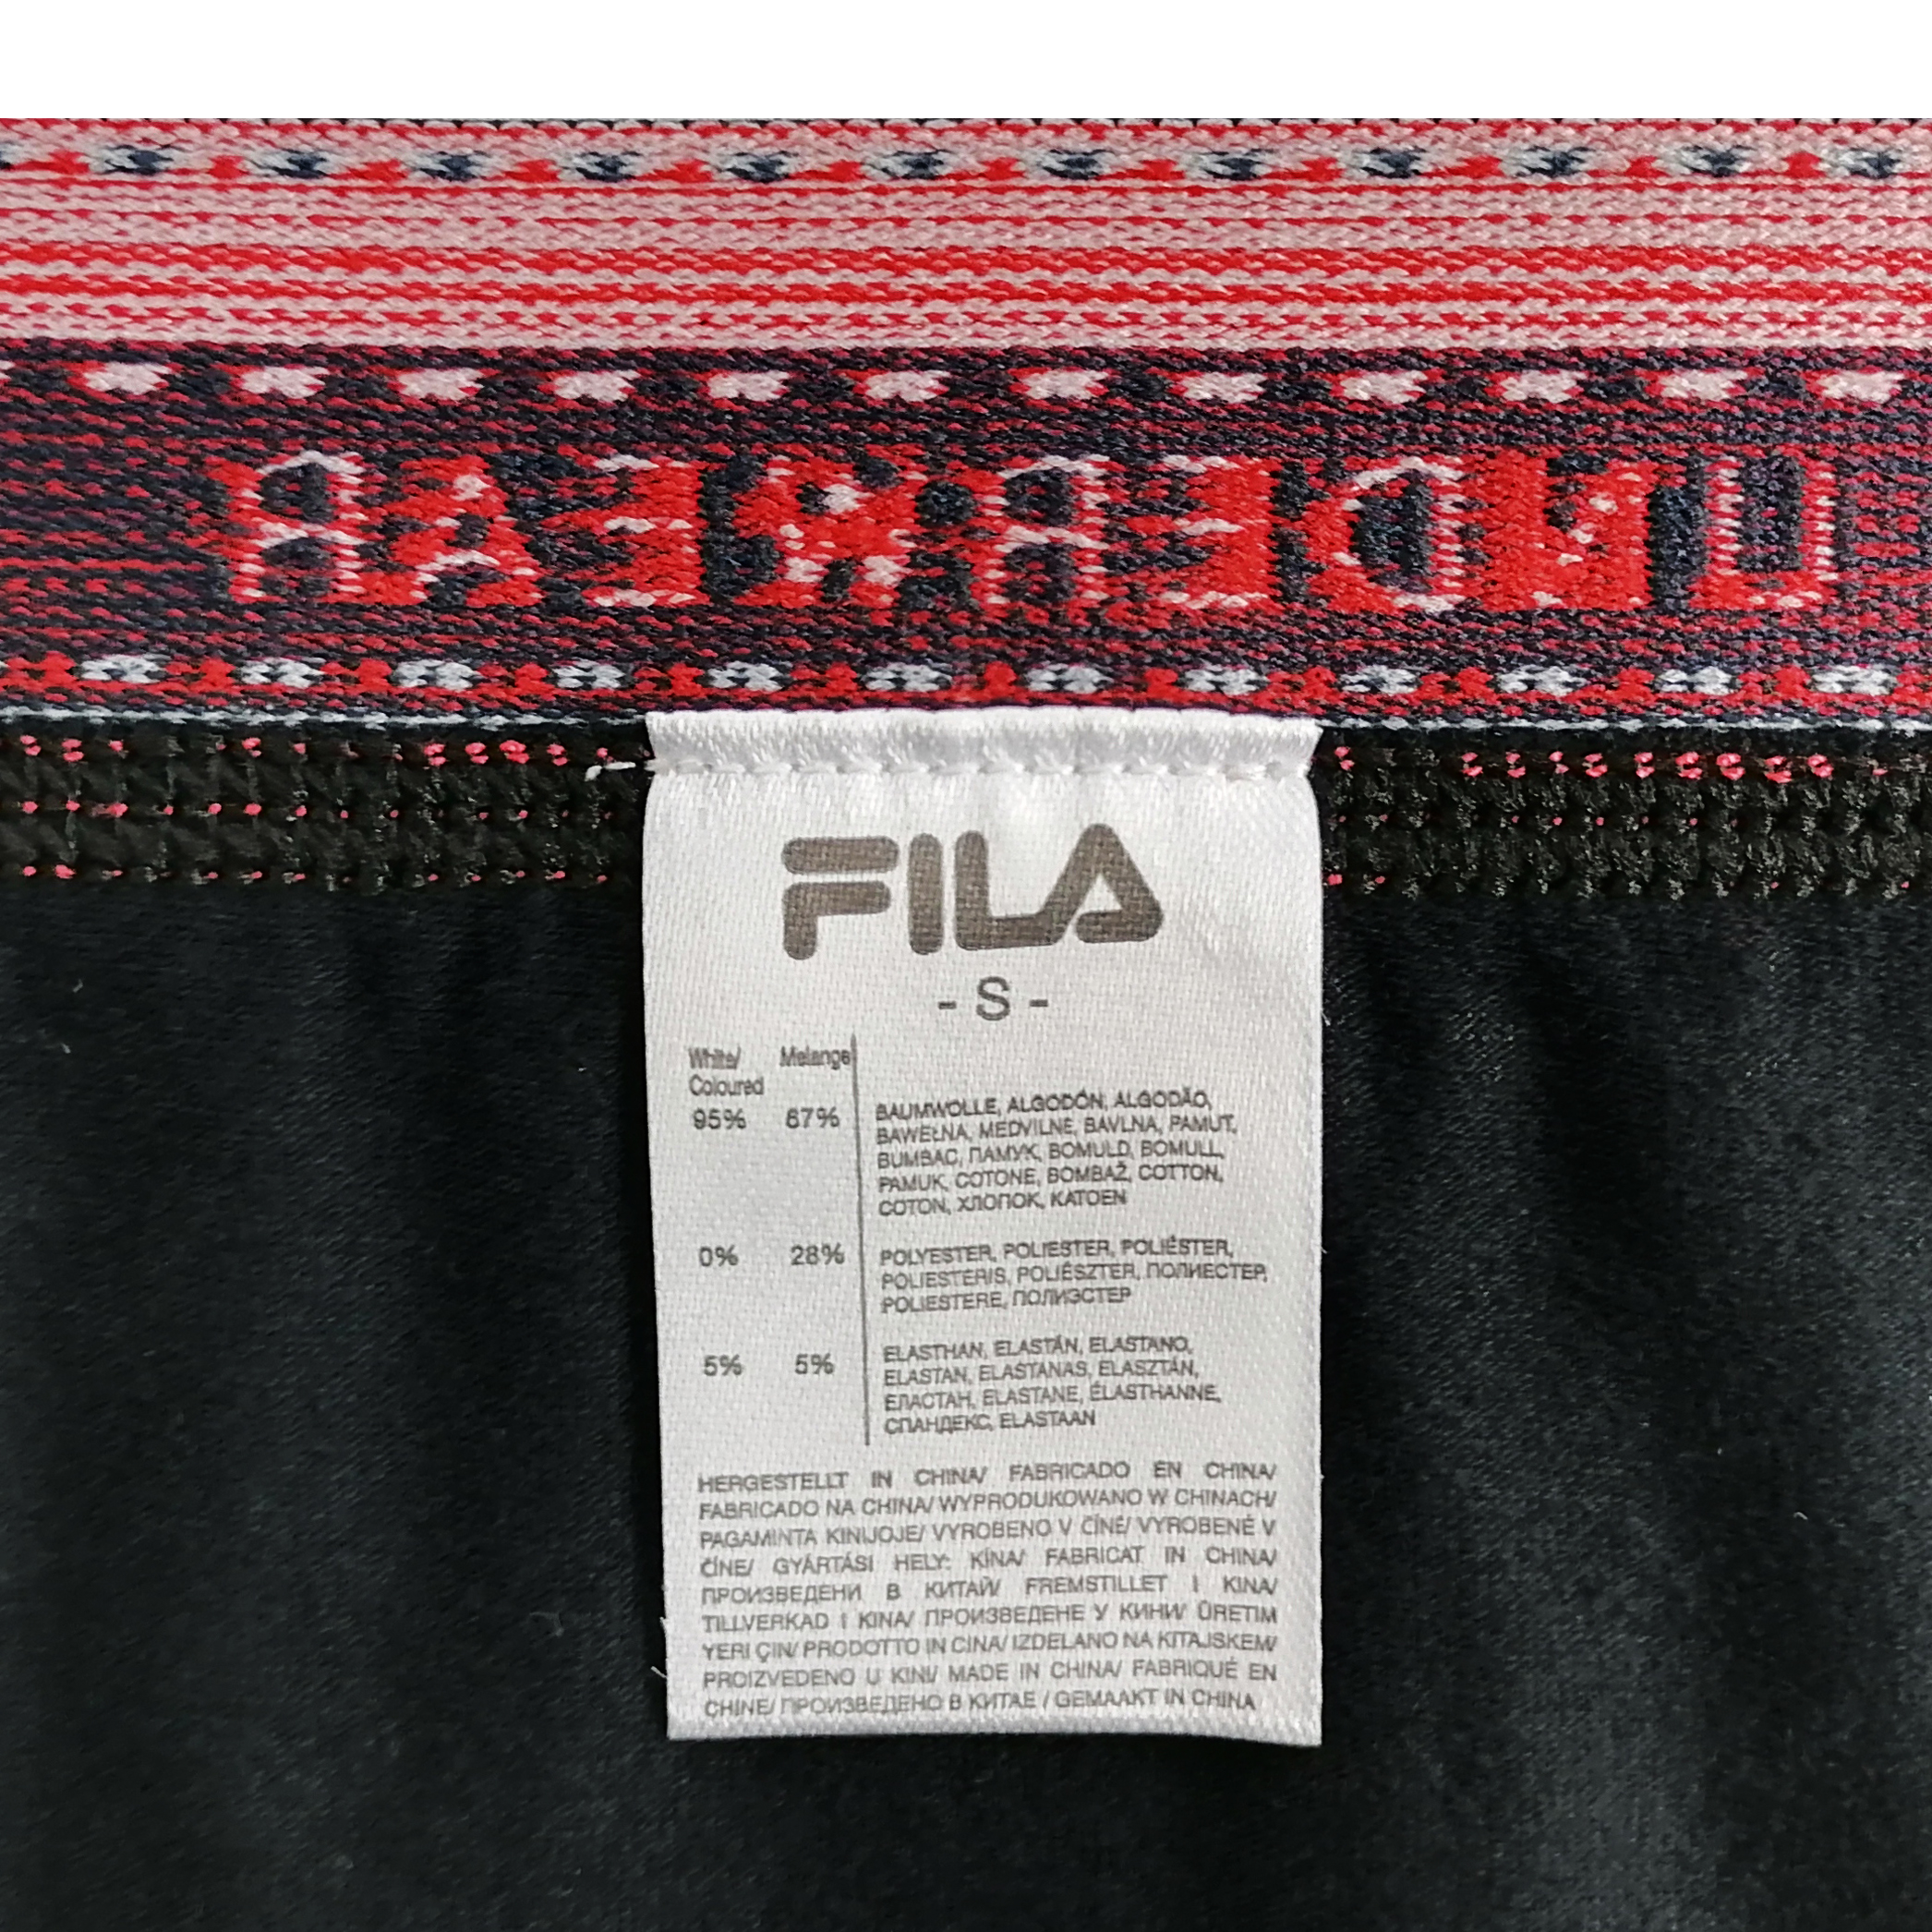 UNDERWEAR
FILA
- S -
White/ Melange
Coloured
95% 67% BAUMWOLLE, ALGODÓN, ALGODÃO,
BAWEŁNA, MEDVILNE, BAVLNA, PAMUT,
BUMBAC, ПАМУК, BOMULD, BOMULL,
PAMUK, COTONE, BOMBAŽ, COTTON,
COTON, ХЛОПОК, KATOEN
0% 28% POLYESTER, POLIESTER, POLIÉSTER,
POLIESTERIS, POLIÉSZTER, ПОЛИЕСТЕР,
POLIESTERE, ПОЛИЭСТЕР
5% 5% ELASTHAN, ELASTÁN, ELASTANO,
ELASTAN, ELASTANAS, ELASZTÁN,
ЕЛАСТАН, ELASTANE, ÉLASTHANNE,
СПАНДЕКС, ELASTAAN
HERGESTELLT IN CHINA/ FABRICADO EN CHINA/
FABRICADO NA CHINA/ WYPRODUKOWANO W CHINACH/
PAGAMINTA KINIJOJE/ VYROBENO V ČÍNĚ/ VYROBENÉ V
ČÍNE/ GYÁRTÁSI HELY: KÍNA/ FABRICAT IN CHINA/
ПРОИЗВЕДЕНИ В КИТАЙ/ FREMSTILLET I KINA/
TILLVERKAD I KINA/ ПРОИЗВЕДЕНЕ У КИНИ/ ÜRETIM
YERI ÇIN/ PRODOTTO IN CINA/ IZDELANO NA KITAJSKEM/
PROIZVEDENO U KINI/ MADE IN CHINA/ FABRIQUÉ EN
CHINE/ ПРОИЗВЕДЕНО В КИТАЕ / GEMAAKT IN CHINA